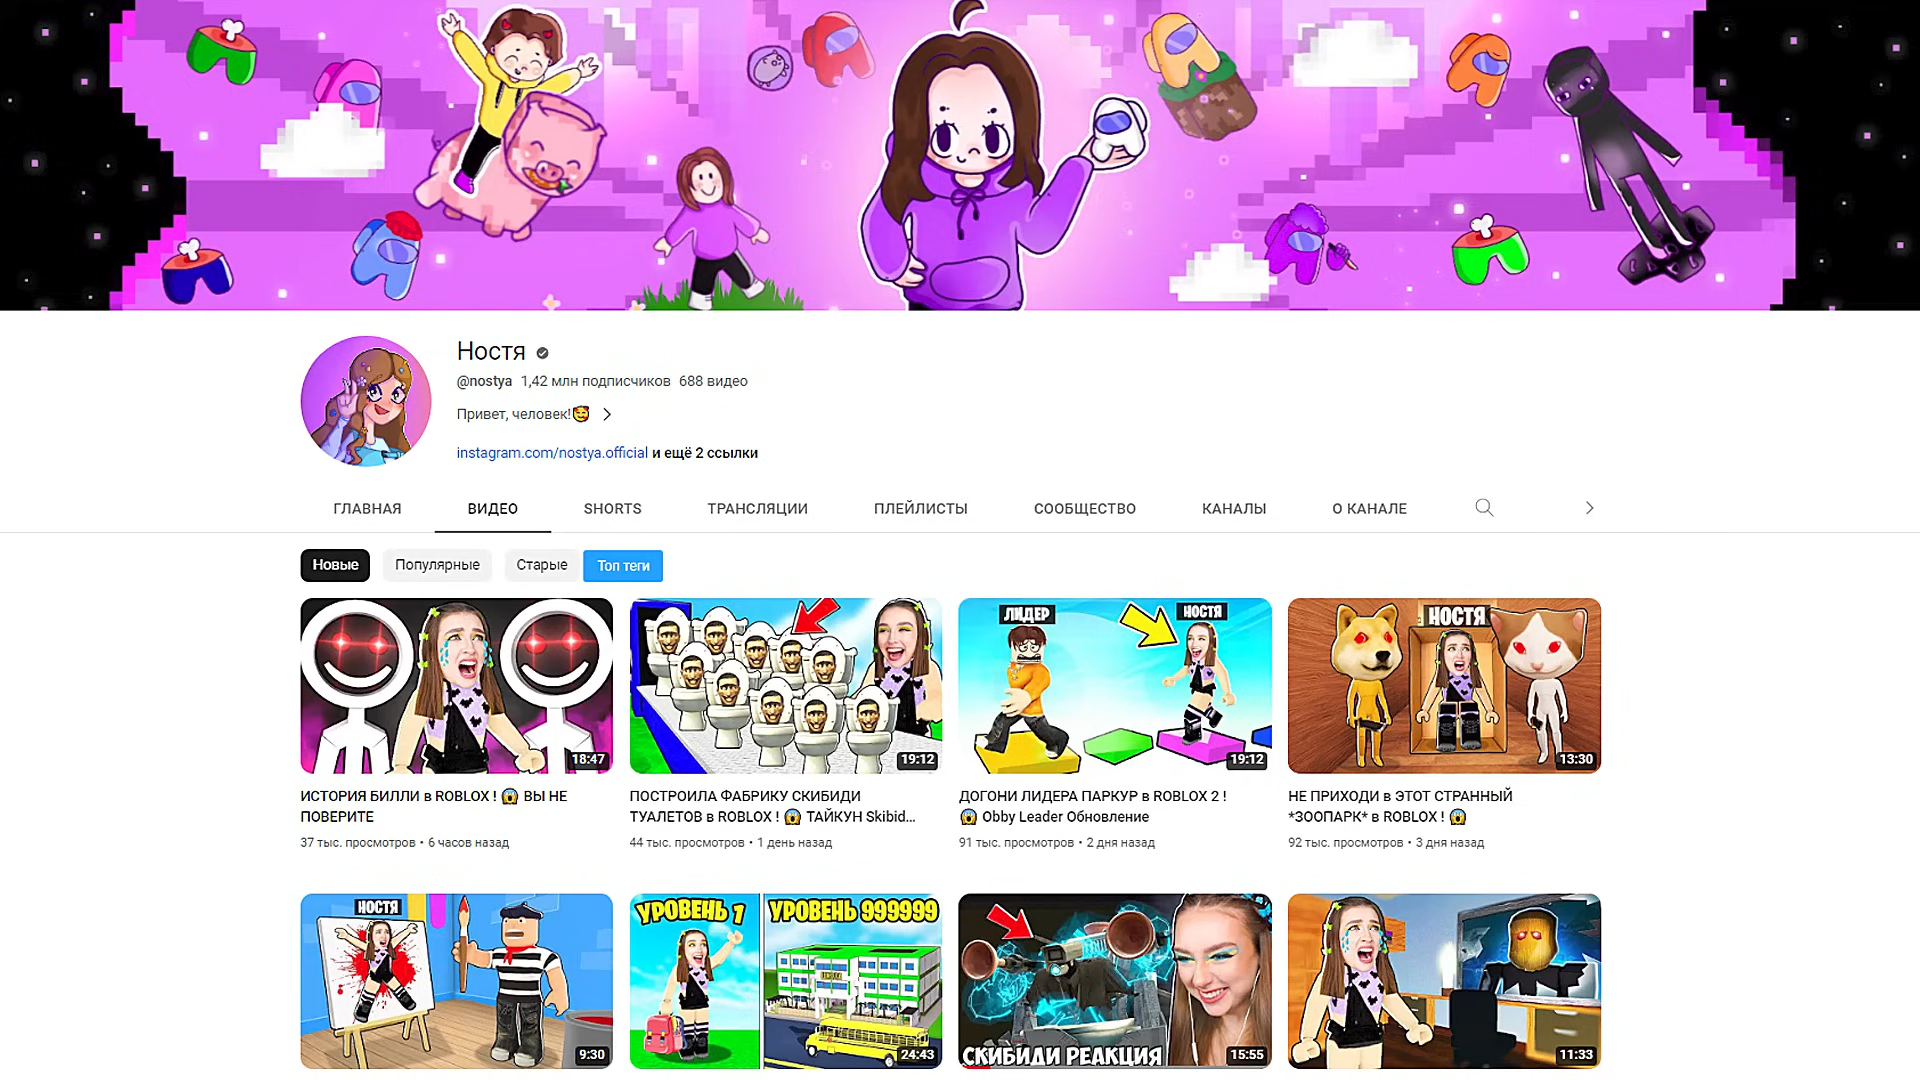 Ностя
@nostya 1,42 млн подписчиков 688 видео
Привет, человек!🥰
instagram.com/nostya.official и ещё 2 ссылки
ГЛАВНАЯ ВИДЕО SHORTS ТРАНСЛЯЦИИ ПЛЕЙЛИСТЫ СООБЩЕСТВО КАНАЛЫ О КАНАЛЕ
Новые Популярные Старые Топ теги
18:47
19:12
ЛИДЕР НОСТЯ
19:12
НОСТЯ
13:30
ИСТОРИЯ БИЛЛИ в ROBLOX ! 😱 ВЫ НЕ
ПОВЕРИТЕ
37 тыс. просмотров • 6 часов назад
ПОСТРОИЛА ФАБРИКУ СКИБИДИ
ТУАЛЕТОВ в ROBLOX ! 😱 ТАЙКУН Skibid...
44 тыс. просмотров • 1 день назад
ДОГОНИ ЛИДЕРА ПАРКУР в ROBLOX 2 !
😱 Obby Leader Обновление
91 тыс. просмотров • 2 дня назад
НЕ ПРИХОДИ в ЭТОТ СТРАННЫЙ
*ЗООПАРК* в ROBLOX ! 😱
92 тыс. просмотров • 3 дня назад
НОСТЯ
9:30
УРОВЕНЬ 1 УРОВЕНЬ 999999
24:43
СКИБИДИ РЕАКЦИЯ
15:55
11:33